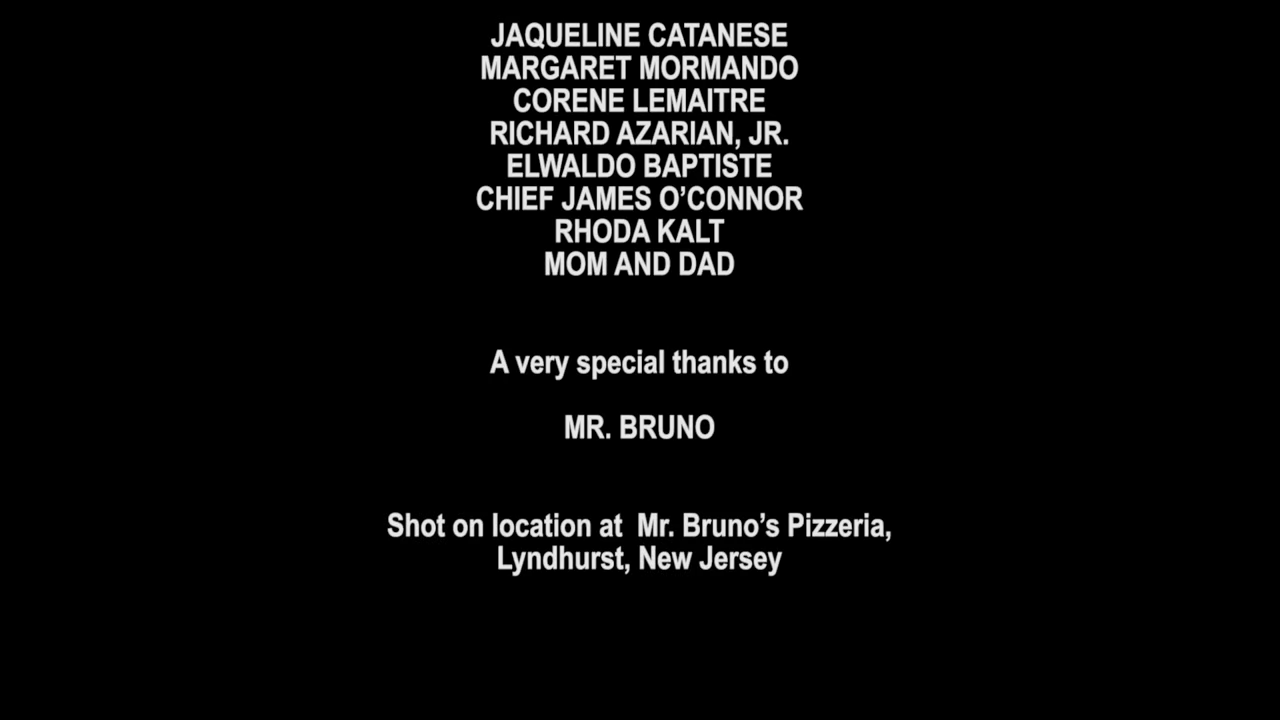 JAQUELINE CATANESE
MARGARET MORMANDO
CORENE LEMAITRE
RICHARD AZARIAN, JR.
ELWALDO BAPTISTE
CHIEF JAMES O’CONNOR
RHODA KALT
MOM AND DAD
A very special thanks to
MR. BRUNO
Shot on location at  Mr. Bruno’s Pizzeria,
Lyndhurst, New Jersey